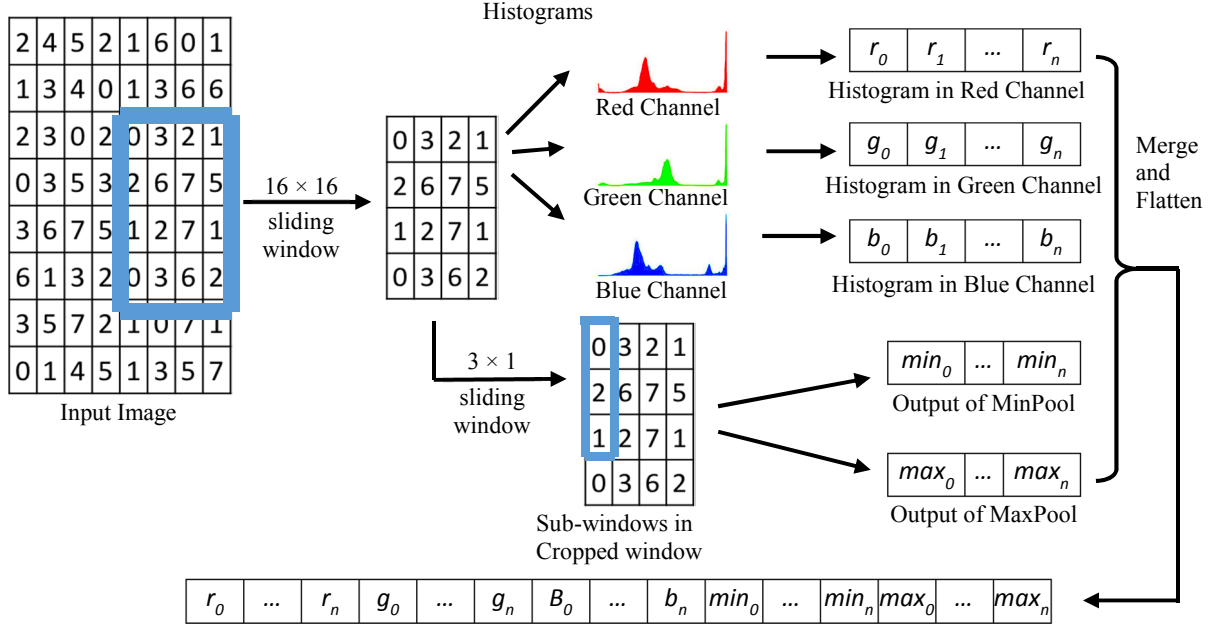 Histograms
2 4 5 2 1 6 0 1
1 3 4 0 1 3 6 6
2 3 0 2 0 3 2 1
0 3 5 3 2 6 7 5
3 6 7 5 1 2 7 1
6 1 3 2 0 3 6 2
3 5 7 2 1 0 7 1
0 1 4 5 1 3 5 7
Input Image
16 × 16
sliding
window
0 3 2 1
2 6 7 5
1 2 7 1
0 3 6 2
Red Channel
Green Channel
Blue Channel
r0 r1 ... rn
Histogram in Red Channel
g0 g1 ... gn
Histogram in Green Channel
b0 b1 ... bn
Histogram in Blue Channel
Merge
and
Flatten
3 × 1
sliding
window
0 3 2 1
2 6 7 5
1 2 7 1
0 3 6 2
Sub-windows in
Cropped window
min0 ... minn
Output of MinPool
max0 ... maxn
Output of MaxPool
r0 ... rn g0 ... gn B0 ... bn min0 ... minn max0 ... maxn